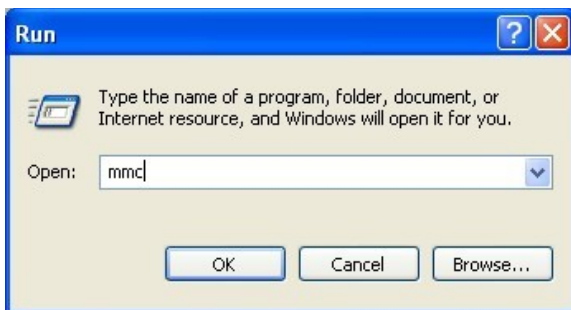 Run
Type the name of a program, folder, document, or
Internet resource, and Windows will open it for you.
Open: mmc
OK Cancel Browse...